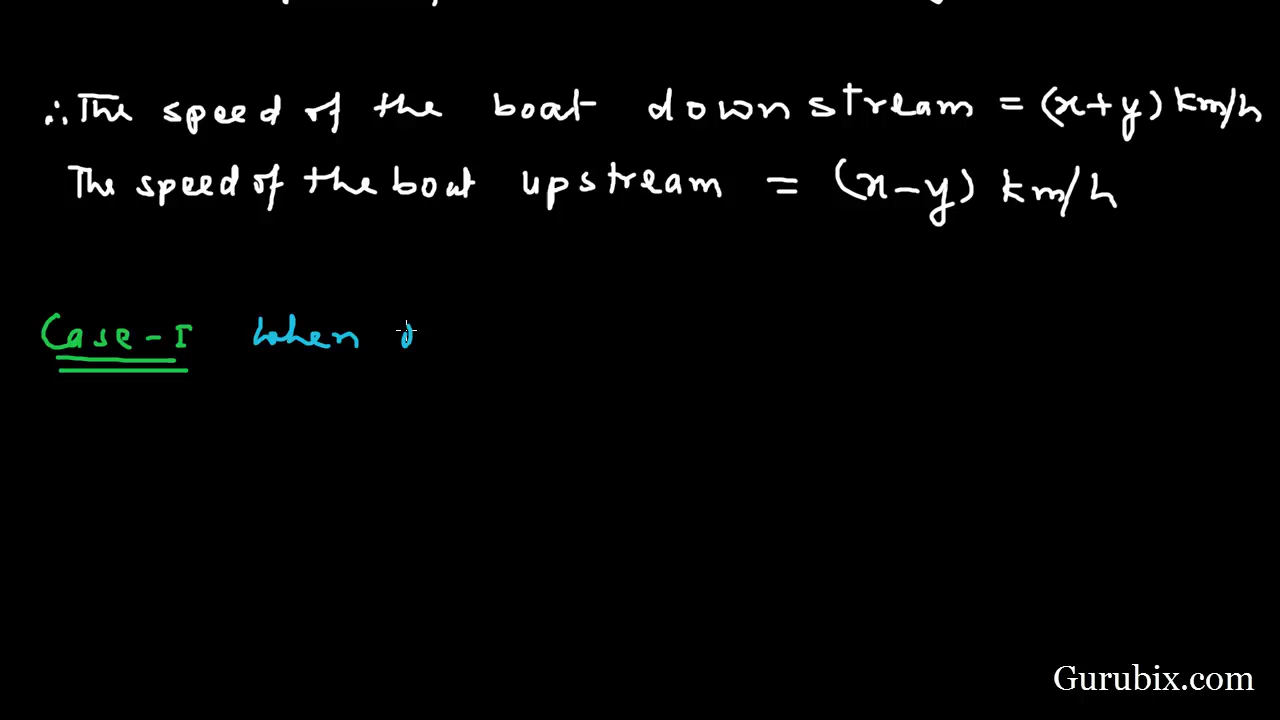 ∴ The speed of the boat downstream = (x+y) km/h
The speed of the boat upstream = (x-y) km/h
Case-I when
Gurubix.com